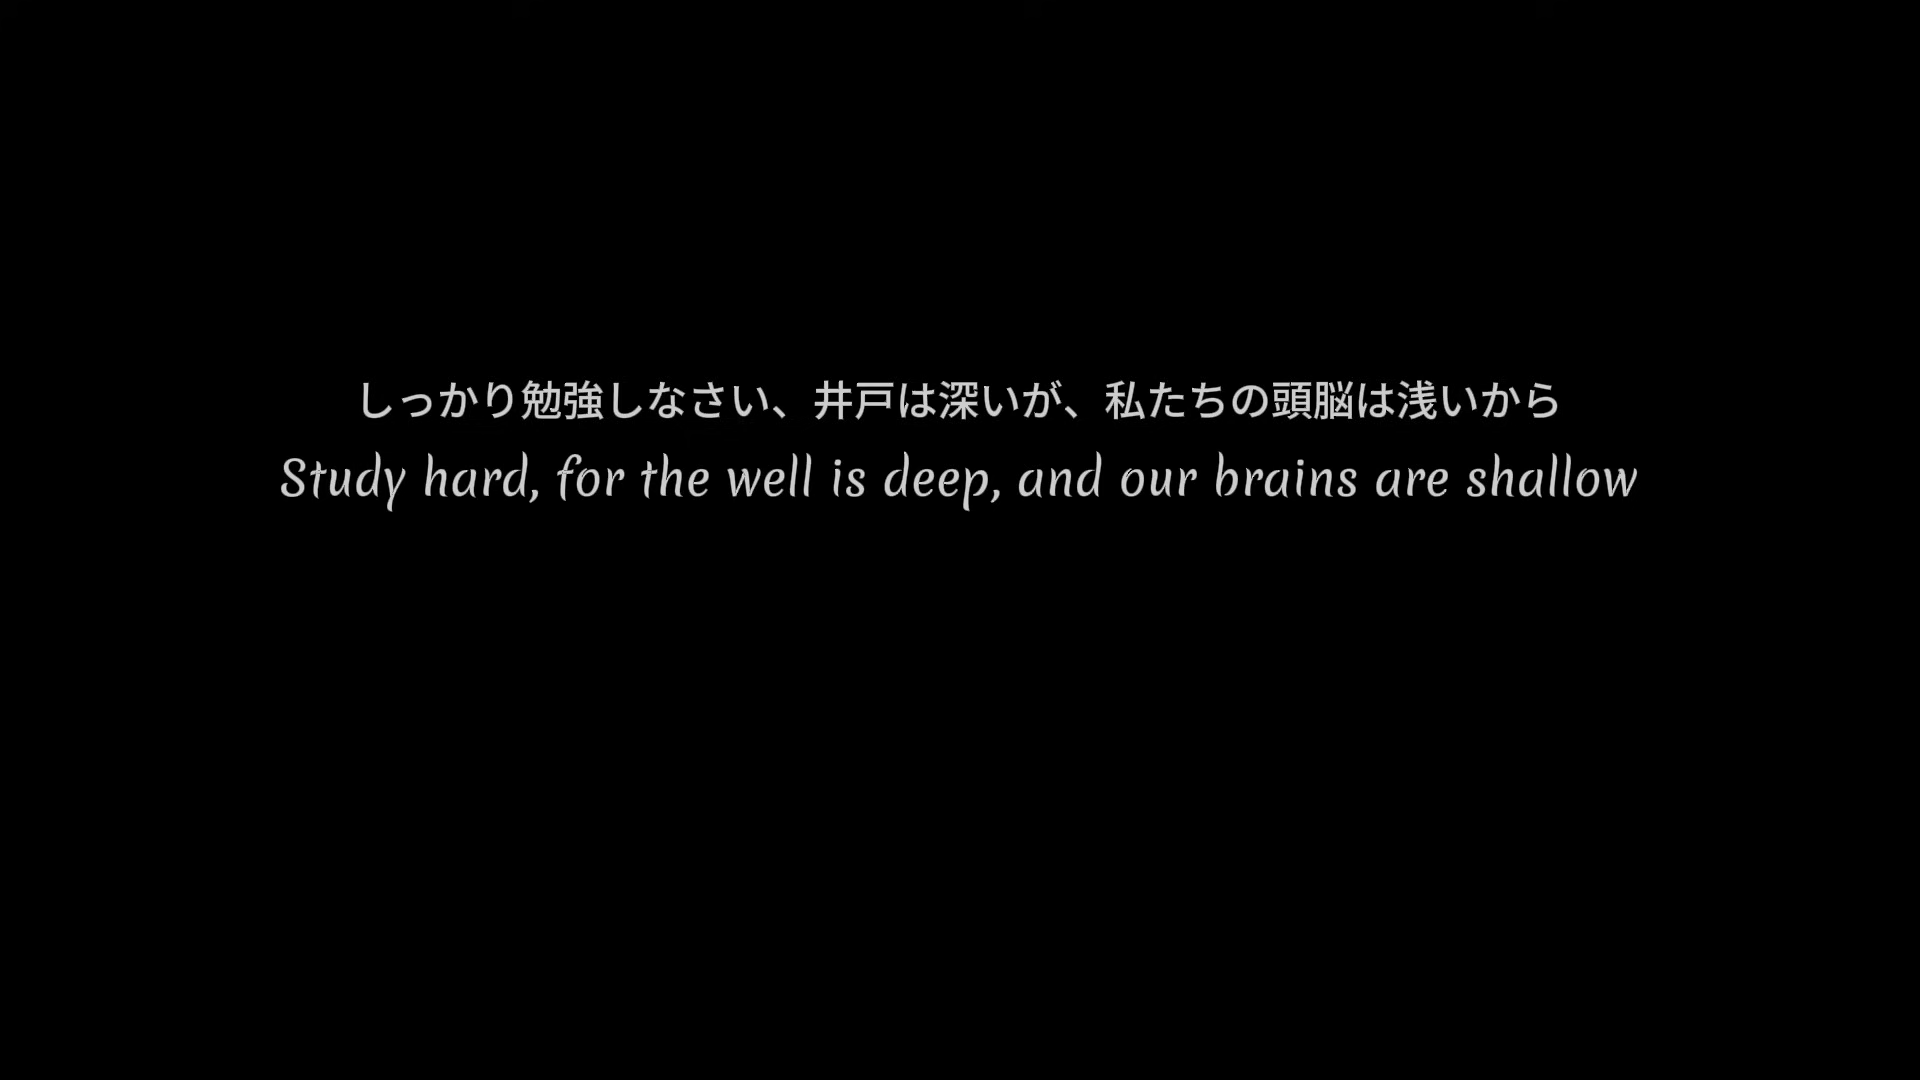 しっかり勉強しなさい、井戸は深いが、私たちの頭脳は浅いから
Study hard, for the well is deep, and our brains are shallow